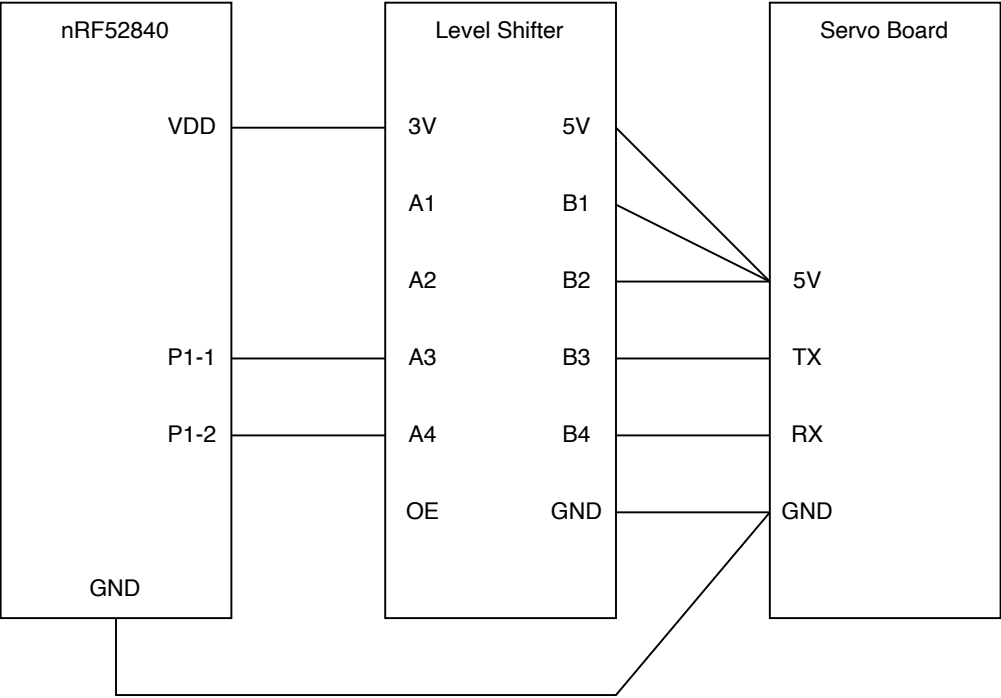 nRF52840 Level Shifter Servo Board
VDD 3V 5V
A1 B1
A2 B2 5V
P1-1 A3 B3 TX
P1-2 A4 B4 RX
OE GND GND
GND